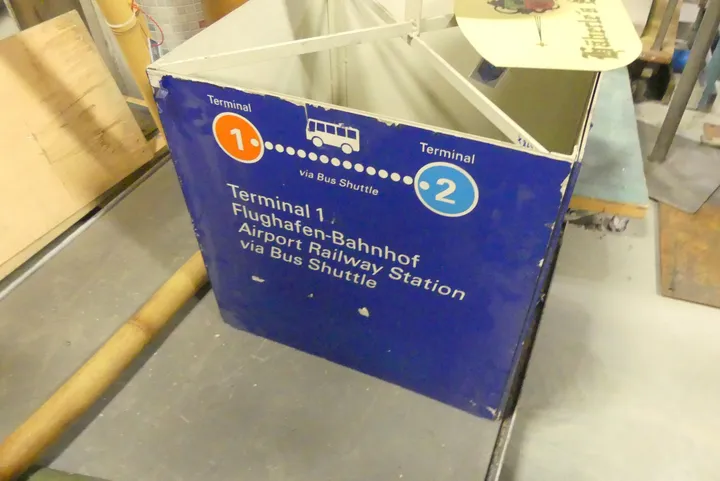 Terminal
1
Terminal
2
via Bus Shuttle
Terminal 1
Flughafen-Bahnhof
Airport Railway Station
via Bus Shuttle